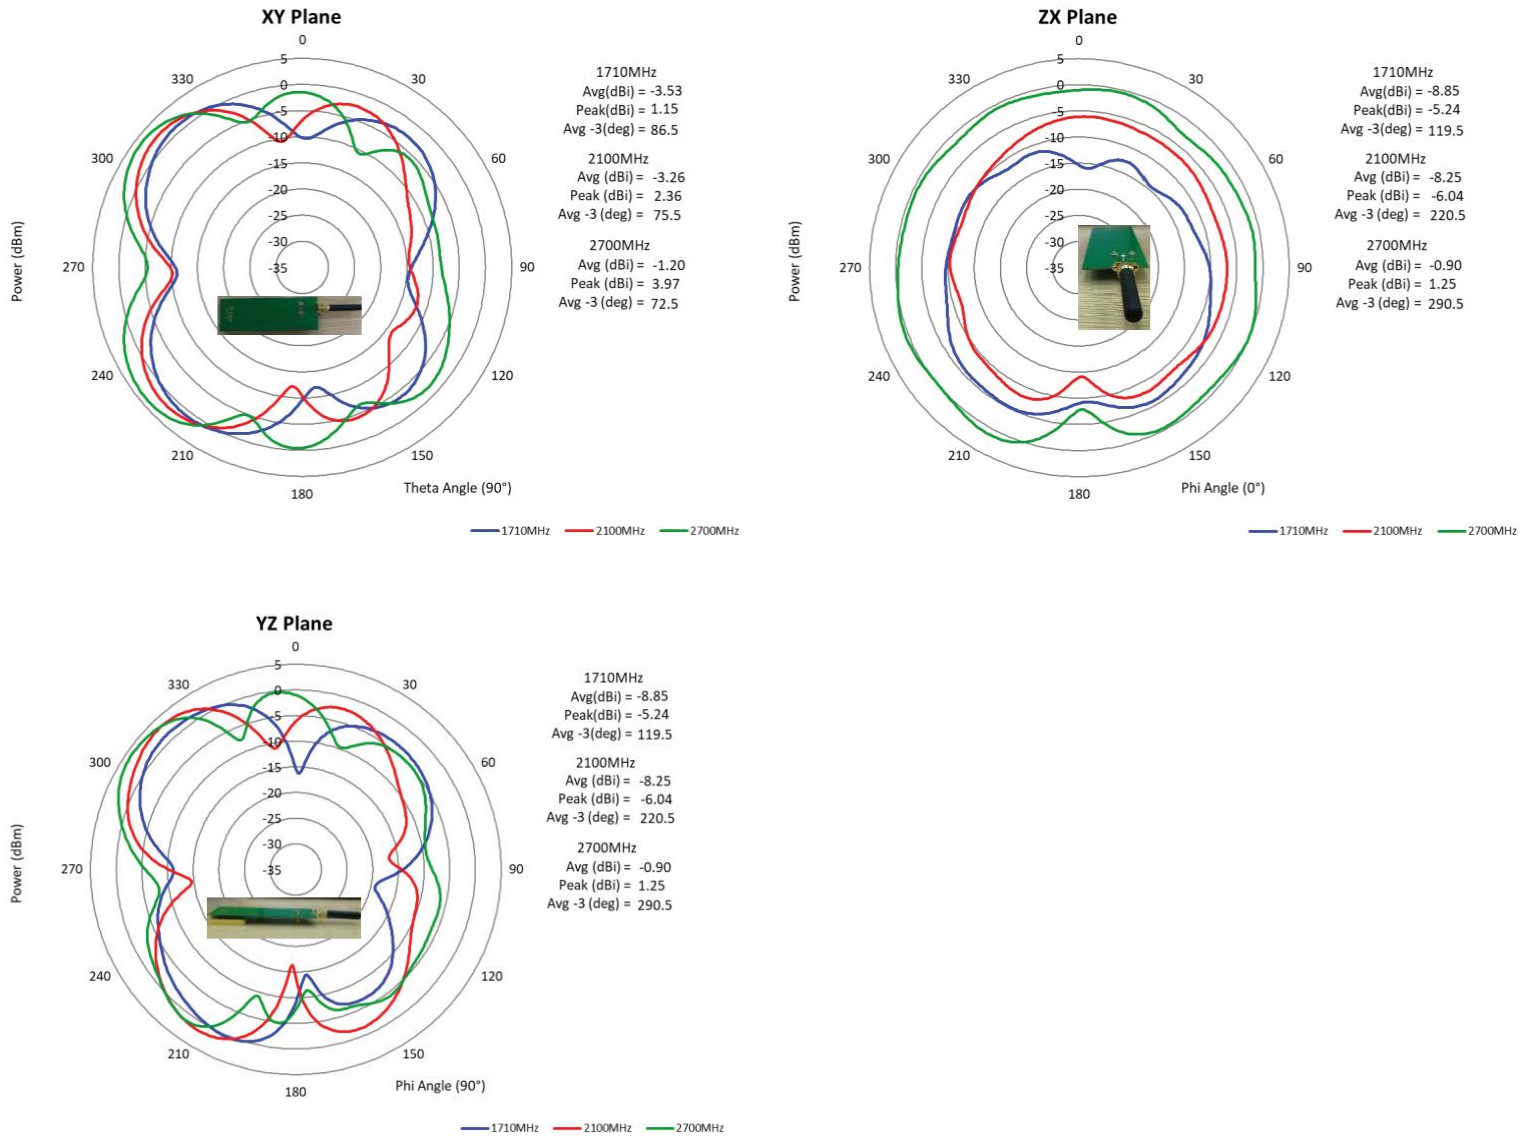 XY Plane
0
5
0
-5
-10
-15
-20
-25
-30
-35
30
60
90
120
150
180
210
240
270
300
330
Power (dBm)
Theta Angle (90°)
1710MHz
Avg(dBi) = -3.53
Peak(dBi) = 1.15
Avg -3(deg) = 86.5
2100MHz
Avg (dBi) = -3.26
Peak (dBi) = 2.36
Avg -3 (deg) = 75.5
2700MHz
Avg (dBi) = -1.20
Peak (dBi) = 3.97
Avg -3 (deg) = 72.5
1710MHz 2100MHz 2700MHz
ZX Plane
0
5
0
-5
-10
-15
-20
-25
-30
-35
30
60
90
120
150
180
210
240
270
300
330
Power (dBm)
Phi Angle (0°)
1710MHz
Avg(dBi) = -8.85
Peak(dBi) = -5.24
Avg -3(deg) = 119.5
2100MHz
Avg (dBi) = -8.25
Peak (dBi) = -6.04
Avg -3 (deg) = 220.5
2700MHz
Avg (dBi) = -0.90
Peak (dBi) = 1.25
Avg -3 (deg) = 290.5
1710MHz 2100MHz 2700MHz
YZ Plane
0
5
0
-5
-10
-15
-20
-25
-30
-35
30
60
90
120
150
180
210
240
270
300
330
Power (dBm)
Phi Angle (90°)
1710MHz
Avg(dBi) = -8.85
Peak(dBi) = -5.24
Avg -3(deg) = 119.5
2100MHz
Avg (dBi) = -8.25
Peak (dBi) = -6.04
Avg -3 (deg) = 220.5
2700MHz
Avg (dBi) = -0.90
Peak (dBi) = 1.25
Avg -3 (deg) = 290.5
1710MHz 2100MHz 2700MHz